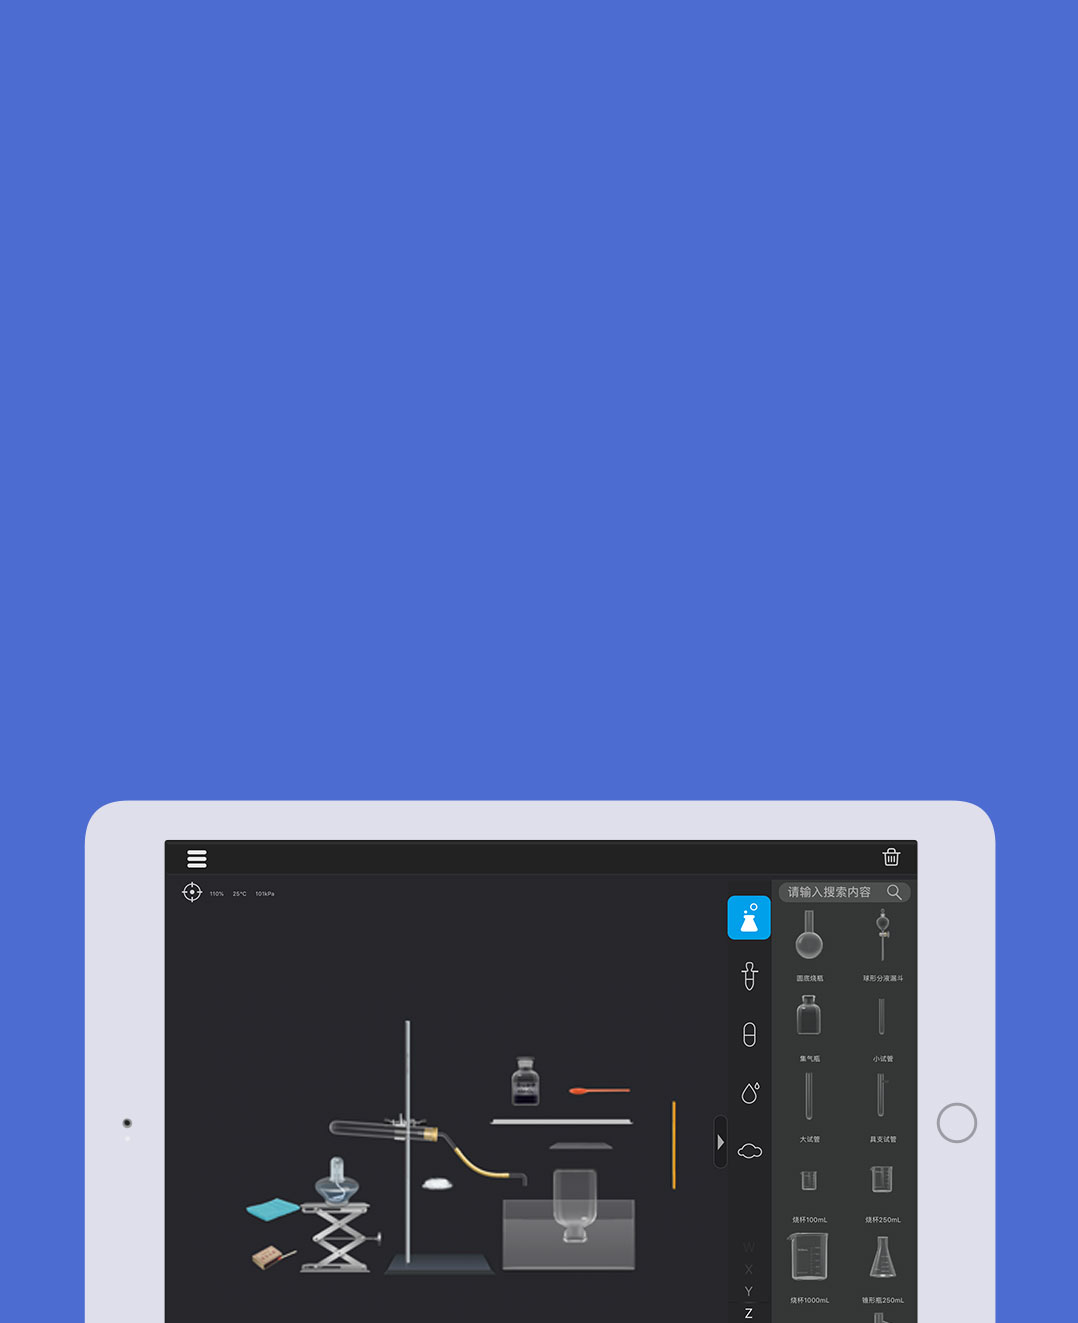 110% 25°C 101kPa
请输入搜索内容
圆底烧瓶 球形分液漏斗
集气瓶 小试管
大试管 具支试管
烧杯100mL 烧杯250mL
烧杯1000mL 锥形瓶250mL
W
X
Y
Z